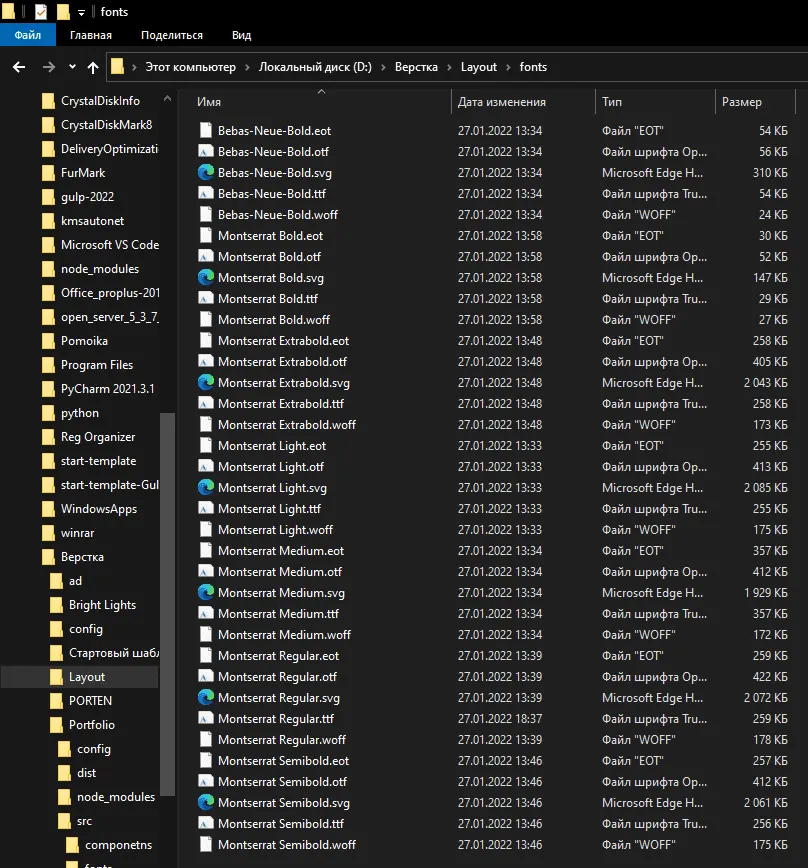 fonts
Файл Главная Поделиться Вид
Этот компьютер Локальный диск (D:) Верстка Layout fonts
CrystalDiskInfo
CrystalDiskMark8
DeliveryOptimizati
FurMark
gulp-2022
kmsautonet
Microsoft VS Code
node_modules
Office_proplus-201
open_server_5_3_7_
Pomoika
Program Files
PyCharm 2021.3.1
python
Reg Organizer
start-template
start-template-Gul
WindowsApps
winrar
Верстка
ad
Bright Lights
config
Стартовый шабл
Layout
PORTEN
Portfolio
config
dist
node_modules
src
componetns
fonts
Имя Дата изменения Тип Размер
Bebas-Neue-Bold.eot 27.01.2022 13:34 Файл "EOT" 54 КБ
Bebas-Neue-Bold.otf 27.01.2022 13:34 Файл шрифта Op... 56 КБ
Bebas-Neue-Bold.svg 27.01.2022 13:34 Microsoft Edge H... 310 КБ
Bebas-Neue-Bold.ttf 27.01.2022 13:34 Файл шрифта Tru... 54 КБ
Bebas-Neue-Bold.woff 27.01.2022 13:34 Файл "WOFF" 24 КБ
Montserrat Bold.eot 27.01.2022 13:58 Файл "EOT" 30 КБ
Montserrat Bold.otf 27.01.2022 13:58 Файл шрифта Op... 52 КБ
Montserrat Bold.svg 27.01.2022 13:58 Microsoft Edge H... 147 КБ
Montserrat Bold.ttf 27.01.2022 13:58 Файл шрифта Tru... 29 КБ
Montserrat Bold.woff 27.01.2022 13:58 Файл "WOFF" 27 КБ
Montserrat Extrabold.eot 27.01.2022 13:48 Файл "EOT" 258 КБ
Montserrat Extrabold.otf 27.01.2022 13:48 Файл шрифта Op... 405 КБ
Montserrat Extrabold.svg 27.01.2022 13:48 Microsoft Edge H... 2 043 КБ
Montserrat Extrabold.ttf 27.01.2022 13:48 Файл шрифта Tru... 258 КБ
Montserrat Extrabold.woff 27.01.2022 13:48 Файл "WOFF" 173 КБ
Montserrat Light.eot 27.01.2022 13:33 Файл "EOT" 255 КБ
Montserrat Light.otf 27.01.2022 13:33 Файл шрифта Op... 413 КБ
Montserrat Light.svg 27.01.2022 13:33 Microsoft Edge H... 2 085 КБ
Montserrat Light.ttf 27.01.2022 13:33 Файл шрифта Tru... 255 КБ
Montserrat Light.woff 27.01.2022 13:33 Файл "WOFF" 175 КБ
Montserrat Medium.eot 27.01.2022 13:34 Файл "EOT" 357 КБ
Montserrat Medium.otf 27.01.2022 13:34 Файл шрифта Op... 412 КБ
Montserrat Medium.svg 27.01.2022 13:34 Microsoft Edge H... 1 929 КБ
Montserrat Medium.ttf 27.01.2022 13:34 Файл шрифта Tru... 357 КБ
Montserrat Medium.woff 27.01.2022 13:34 Файл "WOFF" 172 КБ
Montserrat Regular.eot 27.01.2022 13:39 Файл "EOT" 259 КБ
Montserrat Regular.otf 27.01.2022 13:39 Файл шрифта Op... 422 КБ
Montserrat Regular.svg 27.01.2022 13:39 Microsoft Edge H... 2 072 КБ
Montserrat Regular.ttf 27.01.2022 18:37 Файл шрифта Tru... 259 КБ
Montserrat Regular.woff 27.01.2022 13:39 Файл "WOFF" 178 КБ
Montserrat Semibold.eot 27.01.2022 13:46 Файл "EOT" 257 КБ
Montserrat Semibold.otf 27.01.2022 13:46 Файл шрифта Op... 412 КБ
Montserrat Semibold.svg 27.01.2022 13:46 Microsoft Edge H... 2 061 КБ
Montserrat Semibold.ttf 27.01.2022 13:46 Файл шрифта Tru... 256 КБ
Montserrat Semibold.woff 27.01.2022 13:46 Файл "WOFF" 175 КБ